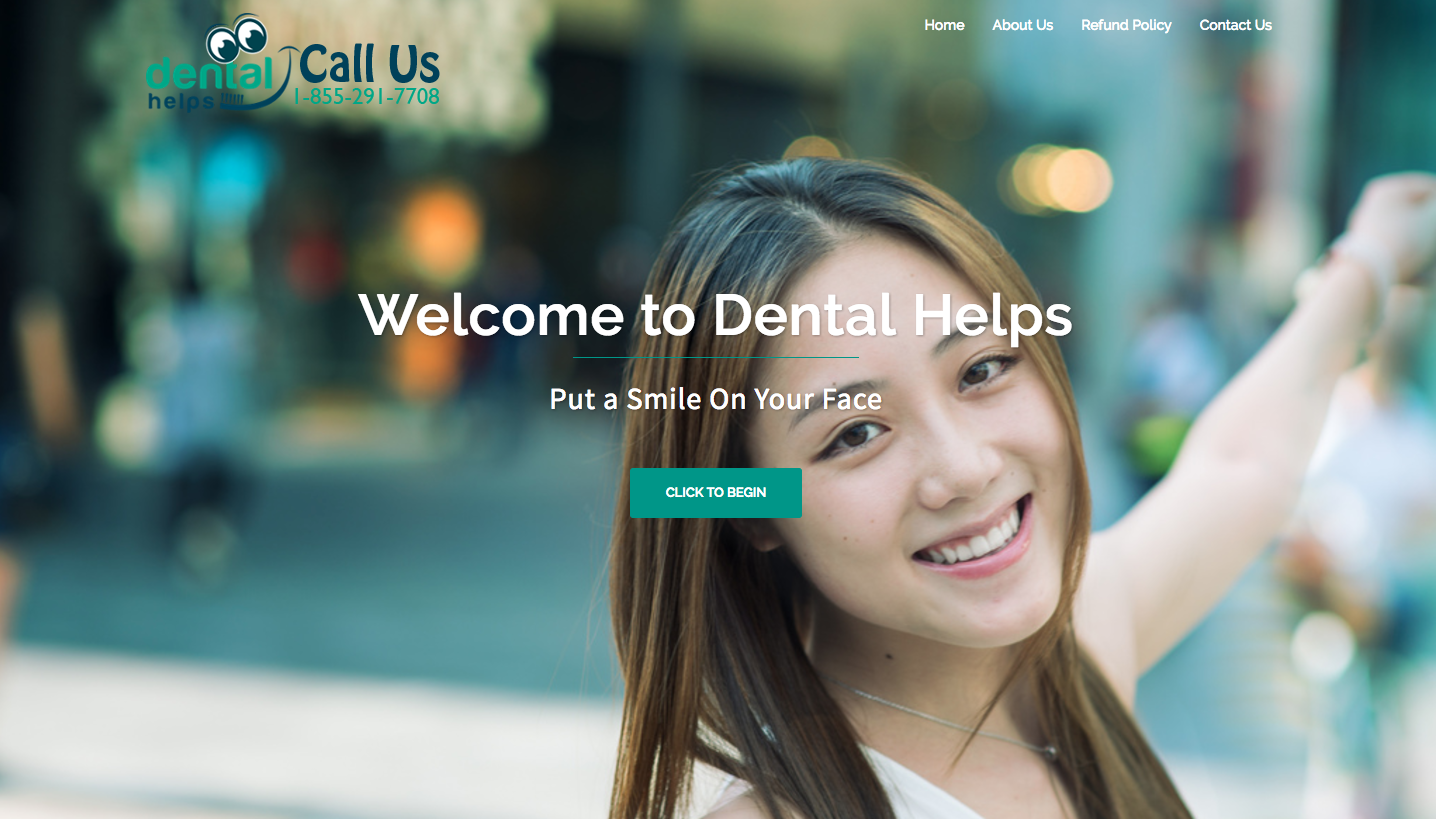 dental
helps
Call Us
1-855-291-7708
Home
About Us
Refund Policy
Contact Us
Welcome to Dental Helps
Put a Smile On Your Face
CLICK TO BEGIN